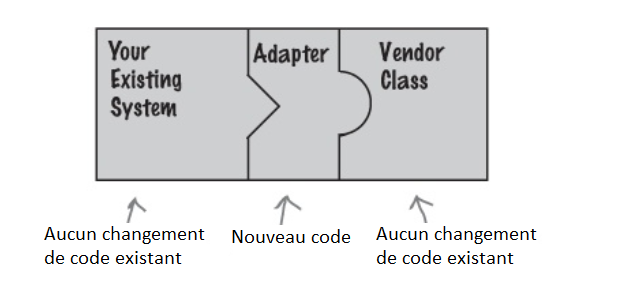 Your
Existing
System
Adapter
Vendor
Class
Aucun changement
de code existant
Nouveau code
Aucun changement
de code existant